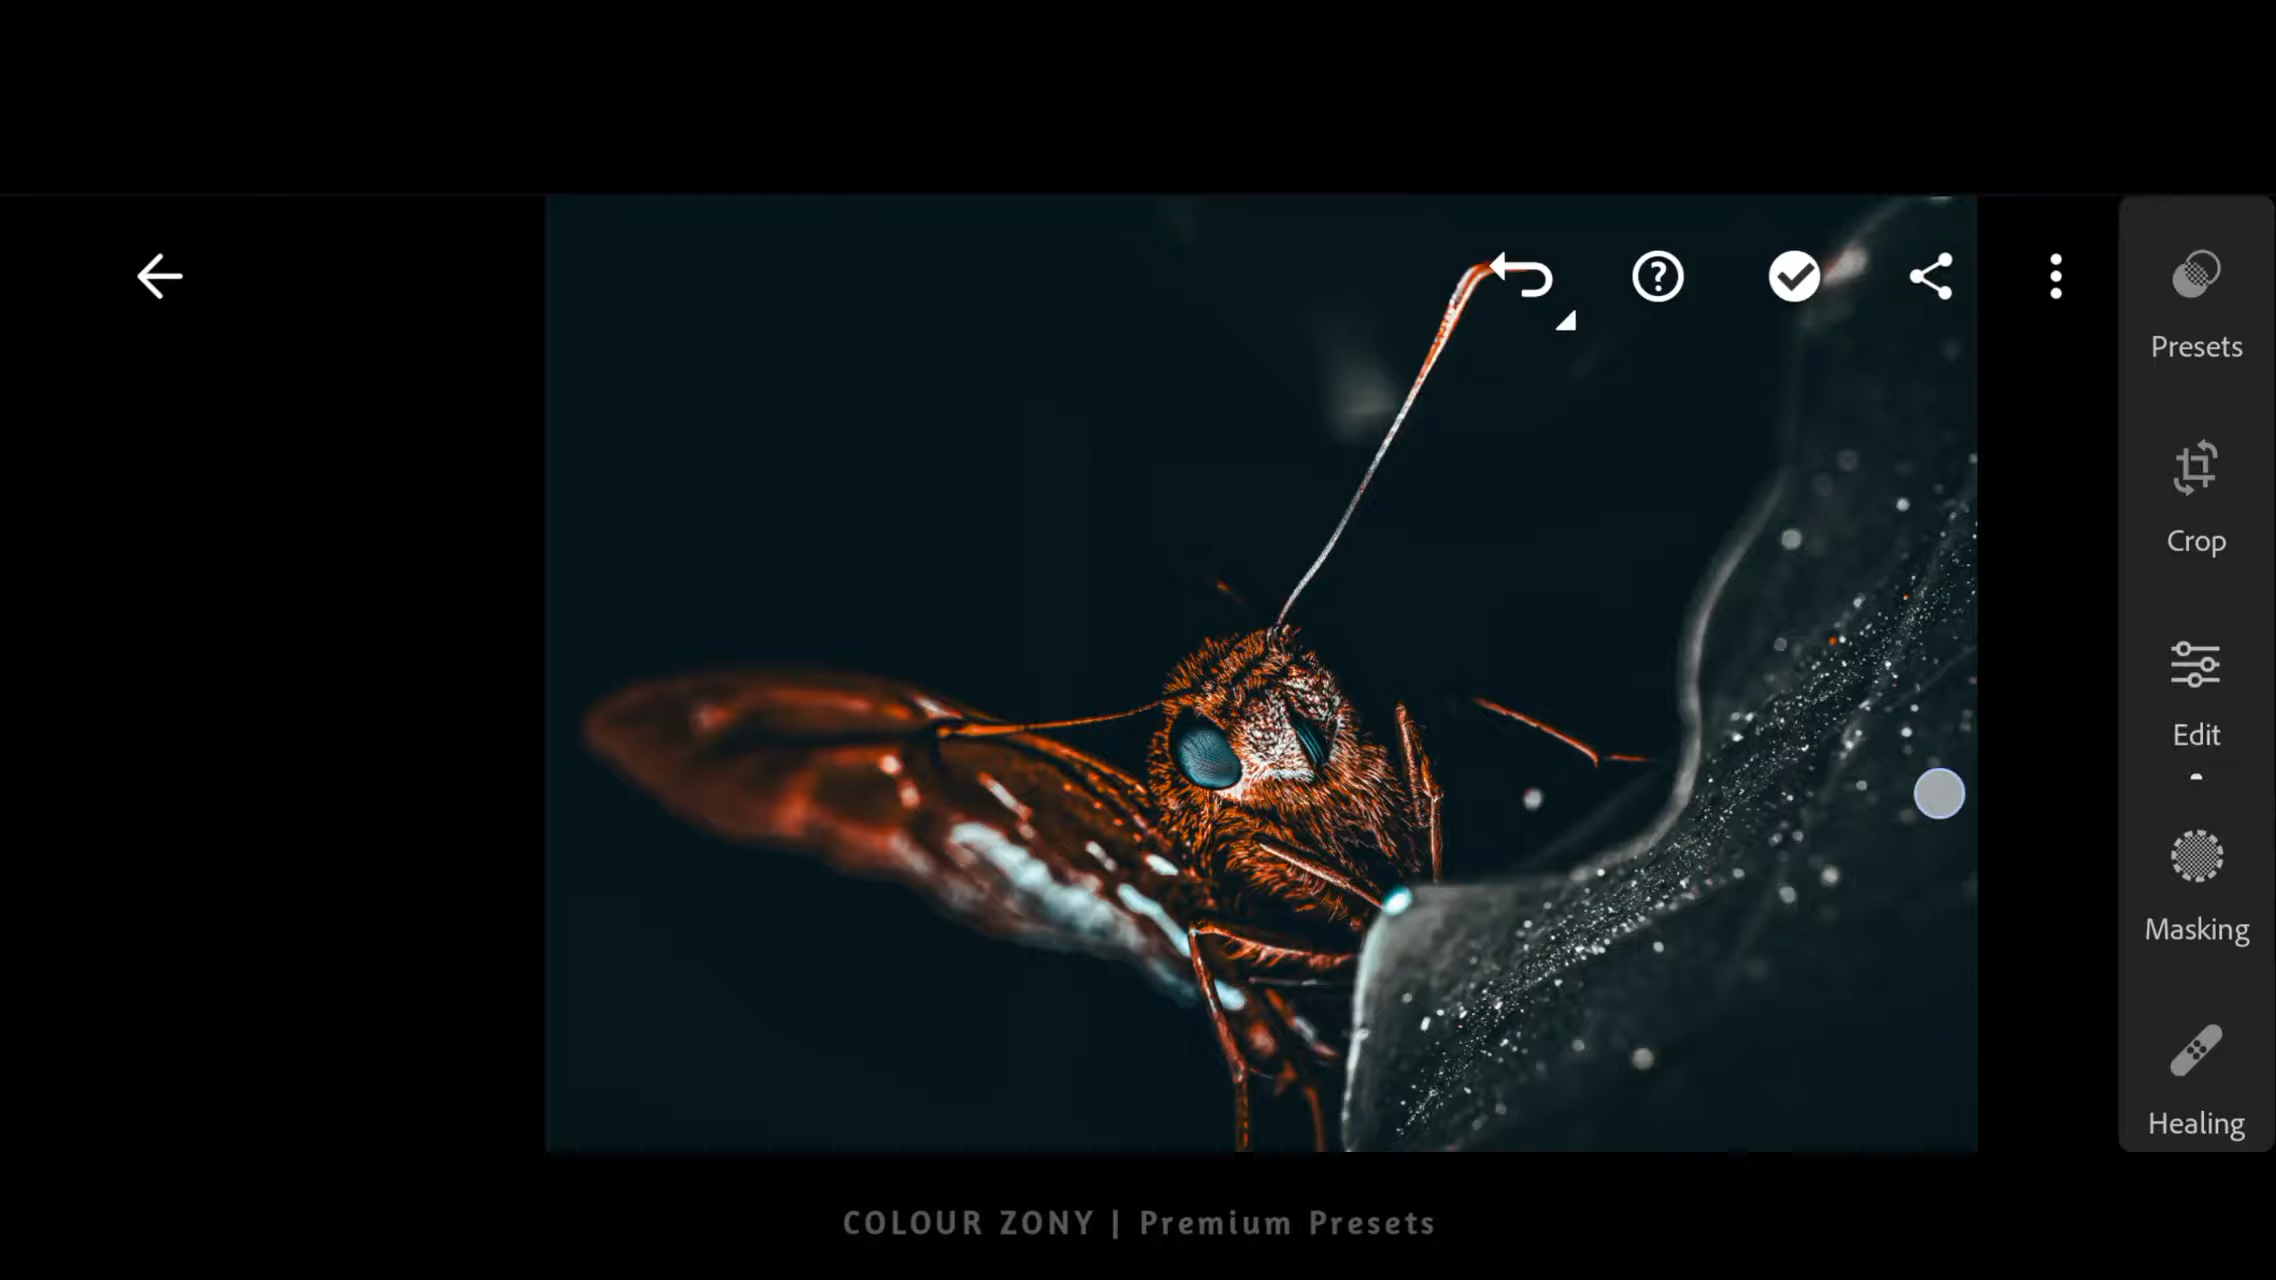 Presets
Crop
Edit
Masking
Healing
COLOUR ZONY | Premium Presets